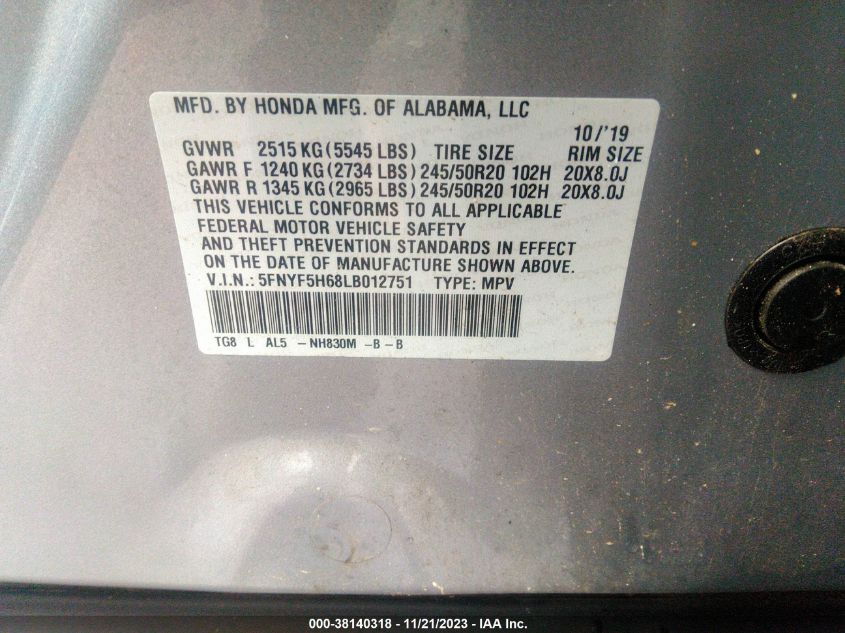 MFD. BY HONDA MFG. OF ALABAMA, LLC
10/'19
GVWR 2515 KG (5545 LBS) TIRE SIZE RIM SIZE
GAWR F 1240 KG (2734 LBS) 245/50R20 102H 20X8.0J
GAWR R 1345 KG (2965 LBS) 245/50R20 102H 20X8.0J
THIS VEHICLE CONFORMS TO ALL APPLICABLE
FEDERAL MOTOR VEHICLE SAFETY
AND THEFT PREVENTION STANDARDS IN EFFECT
ON THE DATE OF MANUFACTURE SHOWN ABOVE.
V.I.N.: 5FNYF5H68LB012751 TYPE: MPV
TG8 L AL5 -NH830M -B-B
000-38140318 - 11/21/2023 - IAA Inc.